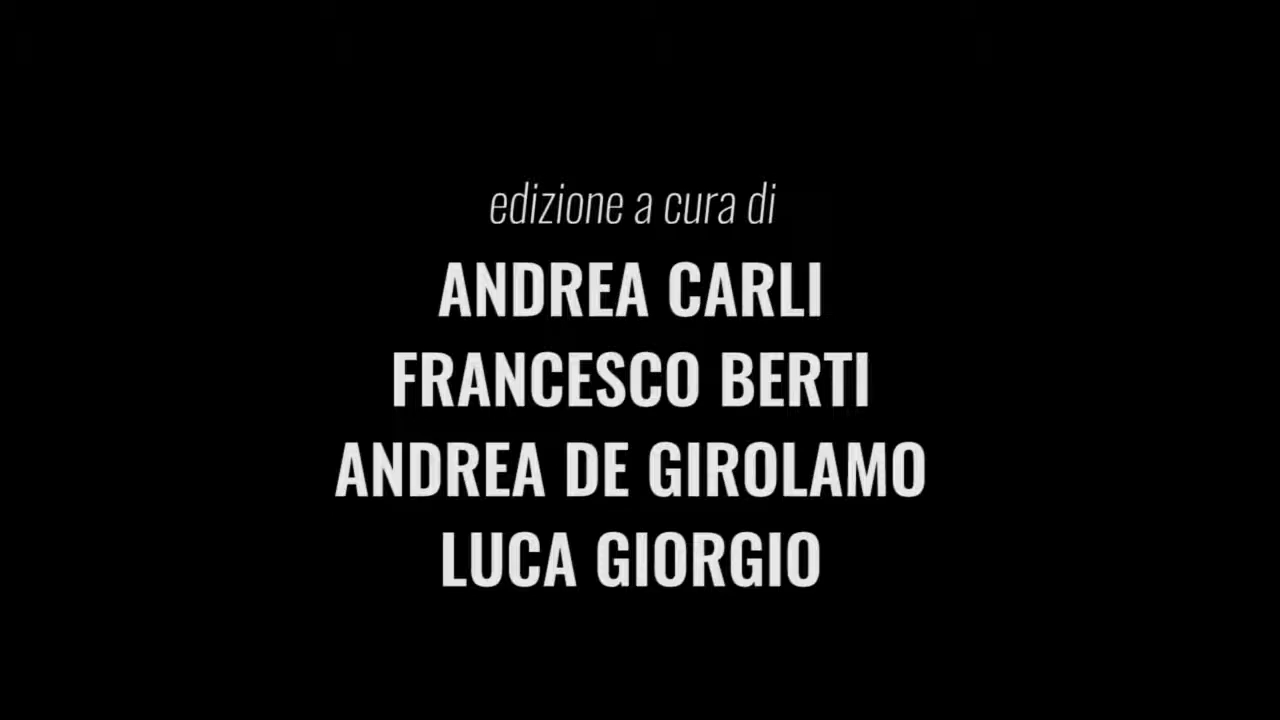 edizione a cura di
ANDREA CARLI
FRANCESCO BERTI
ANDREA DE GIROLAMO
LUCA GIORGIO